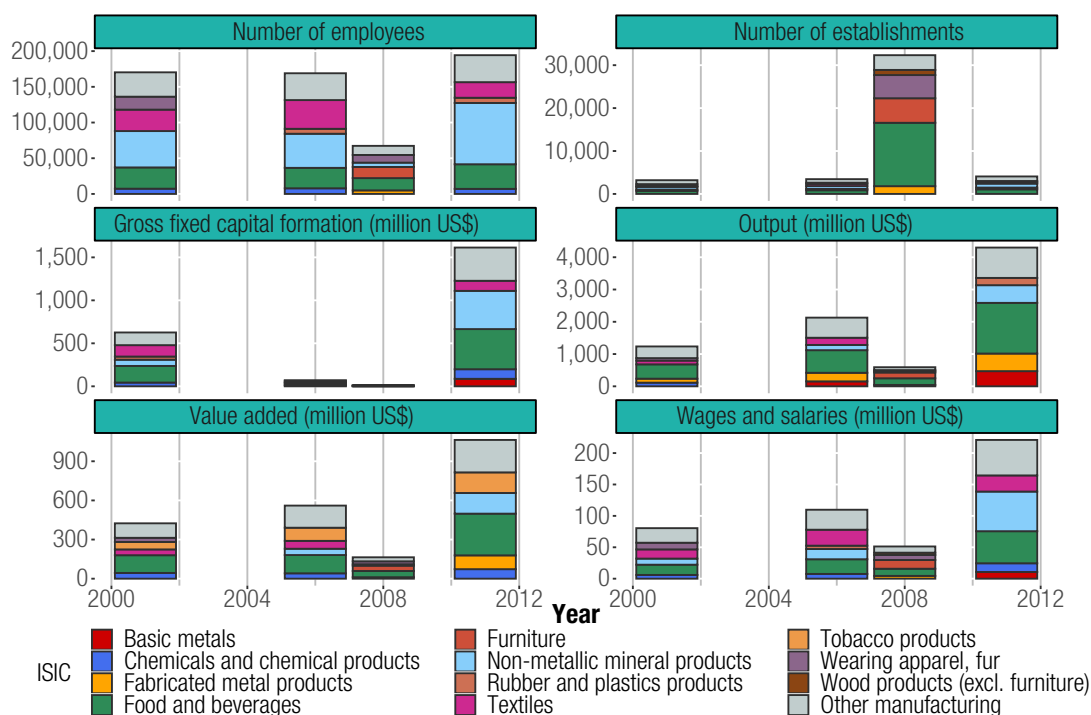 Number of employees
Number of establishments
200,000
150,000
100,000
50,000
0
30,000
20,000
10,000
0
Gross fixed capital formation (million US$)
Output (million US$)
1,500
1,000
500
0
4,000
3,000
2,000
1,000
0
Value added (million US$)
Wages and salaries (million US$)
900
600
300
0
200
150
100
50
0
2000
2004
2008
2012
2000
2004
2008
2012
Year
ISIC
Basic metals
Chemicals and chemical products
Fabricated metal products
Food and beverages
Furniture
Non-metallic mineral products
Rubber and plastics products
Textiles
Tobacco products
Wearing apparel, fur
Wood products (excl. furniture)
Other manufacturing